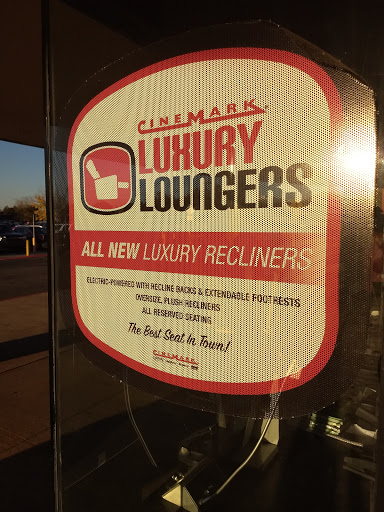 CINEMARK
LUXURY
LOUNGERS
ALL NEW LUXURY RECLINERS
ELECTRIC-POWERED WITH RECLINE BACKS & EXTENDABLE FOOTRESTS
OVERSIZE, PLUSH RECLINERS
ALL RESERVED SEATING
The Best Seat In Town!
CINEMARK